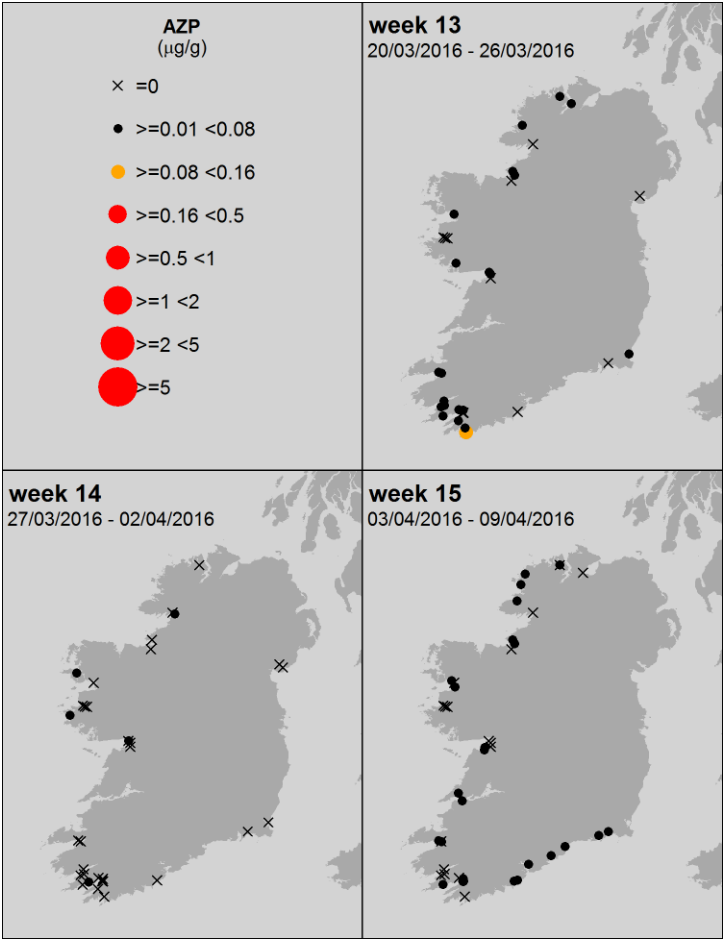 AZP
(µg/g)
=0
>=0.01 <0.08
>=0.08 <0.16
>=0.16 <0.5
>=0.5 <1
>=1 <2
>=2 <5
>=5
week 13
20/03/2016 - 26/03/2016
week 14
27/03/2016 - 02/04/2016
week 15
03/04/2016 - 09/04/2016